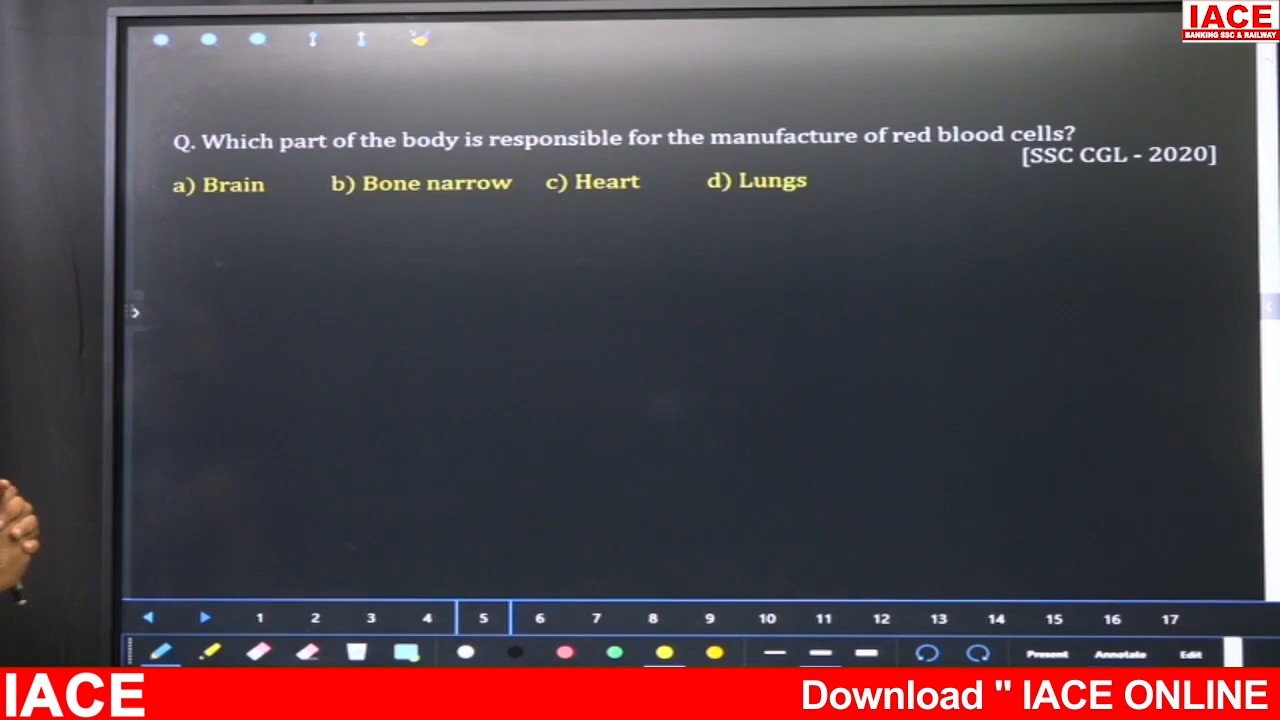 IACE
BANKING SSC & RAILWAY
Q. Which part of the body is responsible for the manufacture of red blood cells?
[SSC CGL - 2020]
a) Brain b) Bone narrow c) Heart d) Lungs
1 2 3 4 5 6 7 8 9 10 11 12 13 14 15 16 17
Present Annotate Edit
IACE Download " IACE ONLINE